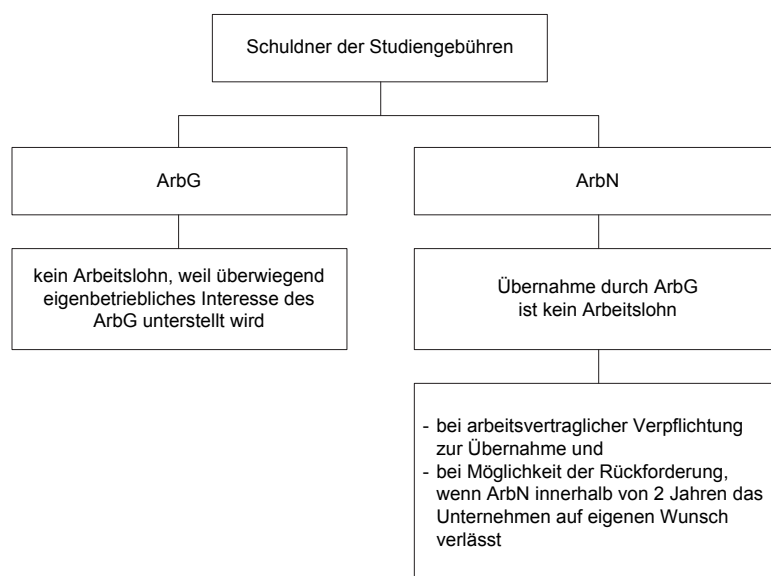 Schuldner der Studiengebühren
ArbG
kein Arbeitslohn, weil überwiegend
eigenbetriebliches Interesse des
ArbG unterstellt wird
ArbN
Übernahme durch ArbG
ist kein Arbeitslohn
- bei arbeitsvertraglicher Verpflichtung
zur Übernahme und
- bei Möglichkeit der Rückforderung,
wenn ArbN innerhalb von 2 Jahren das
Unternehmen auf eigenen Wunsch
verlässt